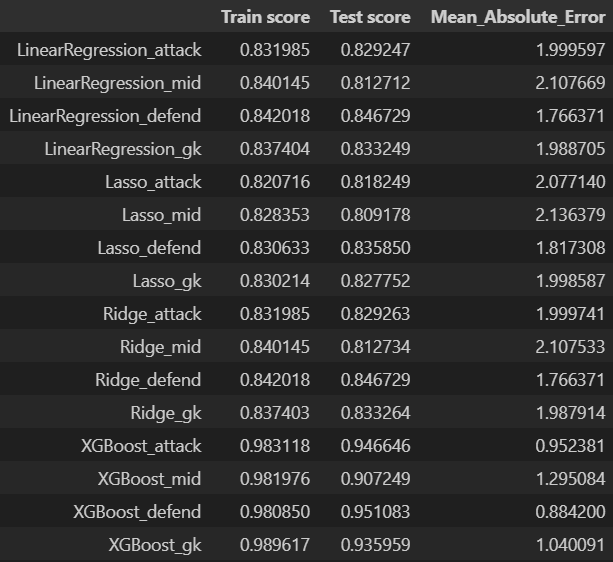 Train score Test score Mean_Absolute_Error
LinearRegression_attack 0.831985 0.829247 1.999597
LinearRegression_mid 0.840145 0.812712 2.107669
LinearRegression_defend 0.842018 0.846729 1.766371
LinearRegression_gk 0.837404 0.833249 1.988705
Lasso_attack 0.820716 0.818249 2.077140
Lasso_mid 0.828353 0.809178 2.136379
Lasso_defend 0.830633 0.835850 1.817308
Lasso_gk 0.830214 0.827752 1.998587
Ridge_attack 0.831985 0.829263 1.999741
Ridge_mid 0.840145 0.812734 2.107533
Ridge_defend 0.842018 0.846729 1.766371
Ridge_gk 0.837403 0.833264 1.987914
XGBoost_attack 0.983118 0.946646 0.952381
XGBoost_mid 0.981976 0.907249 1.295084
XGBoost_defend 0.980850 0.951083 0.884200
XGBoost_gk 0.989617 0.935959 1.040091